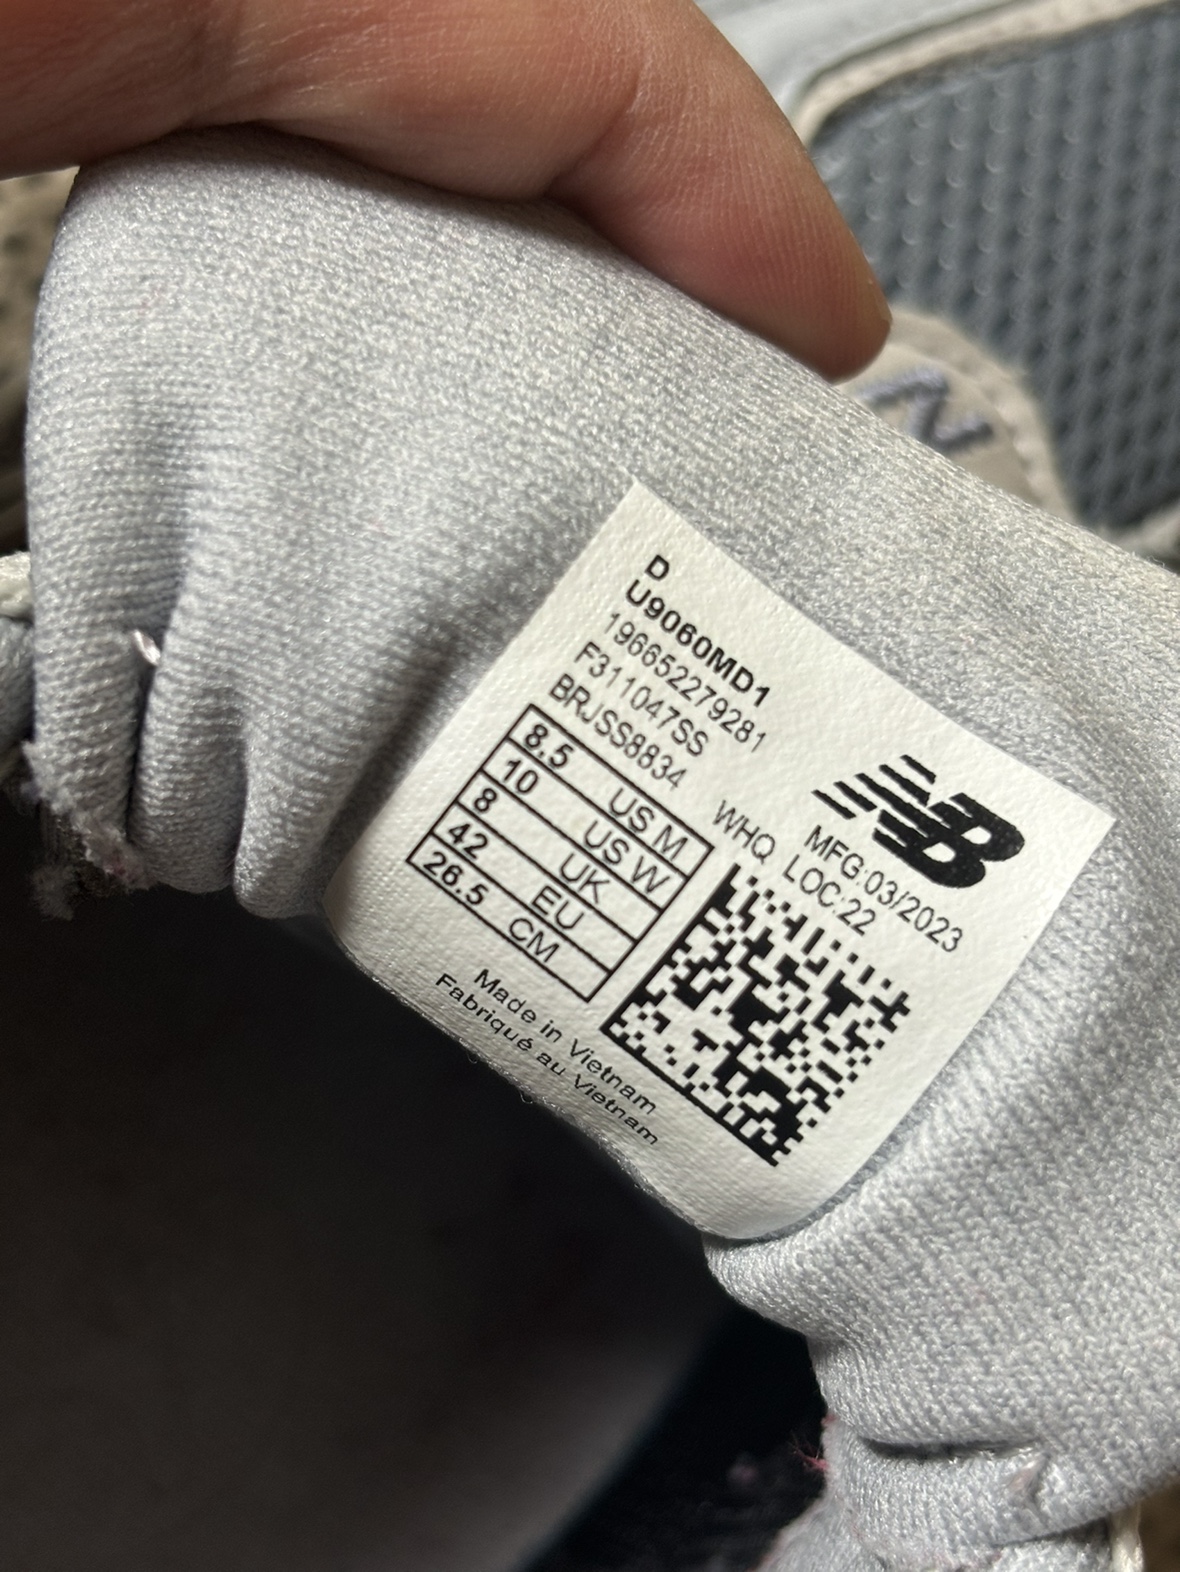 D
U9060MD1
196652279281
F311047SS
BRJSS8834 WHQ
NB
MFG:03/2023
LOC:22
8.5 US M
10 US W
8 UK
42 EU
26.5 CM
Made in Vietnam
Fabriqué au Vietnam
N